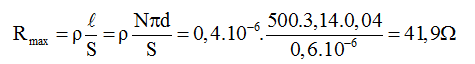 R_max = ρ ℓ/S = ρ Nπd/S = 0,4.10^-6 . 500.3,14.0,04/0,6.10^-6 = 41,9Ω